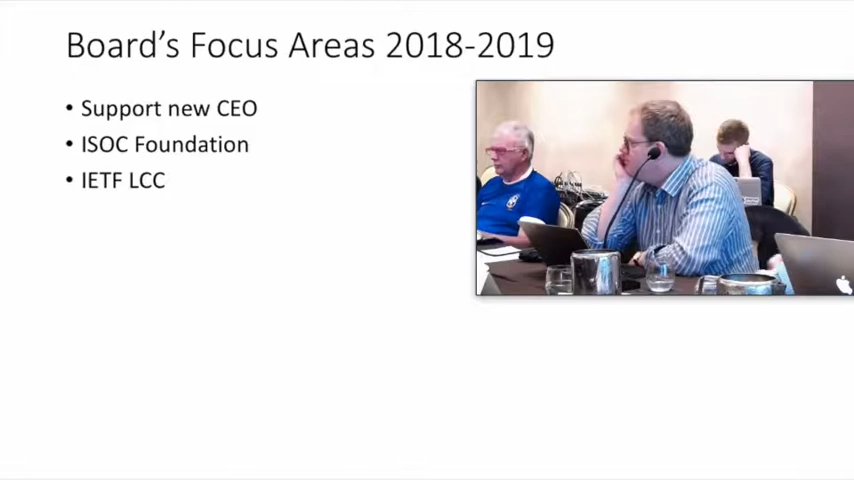 Board's Focus Areas 2018-2019
• Support new CEO
• ISOC Foundation
• IETF LCC